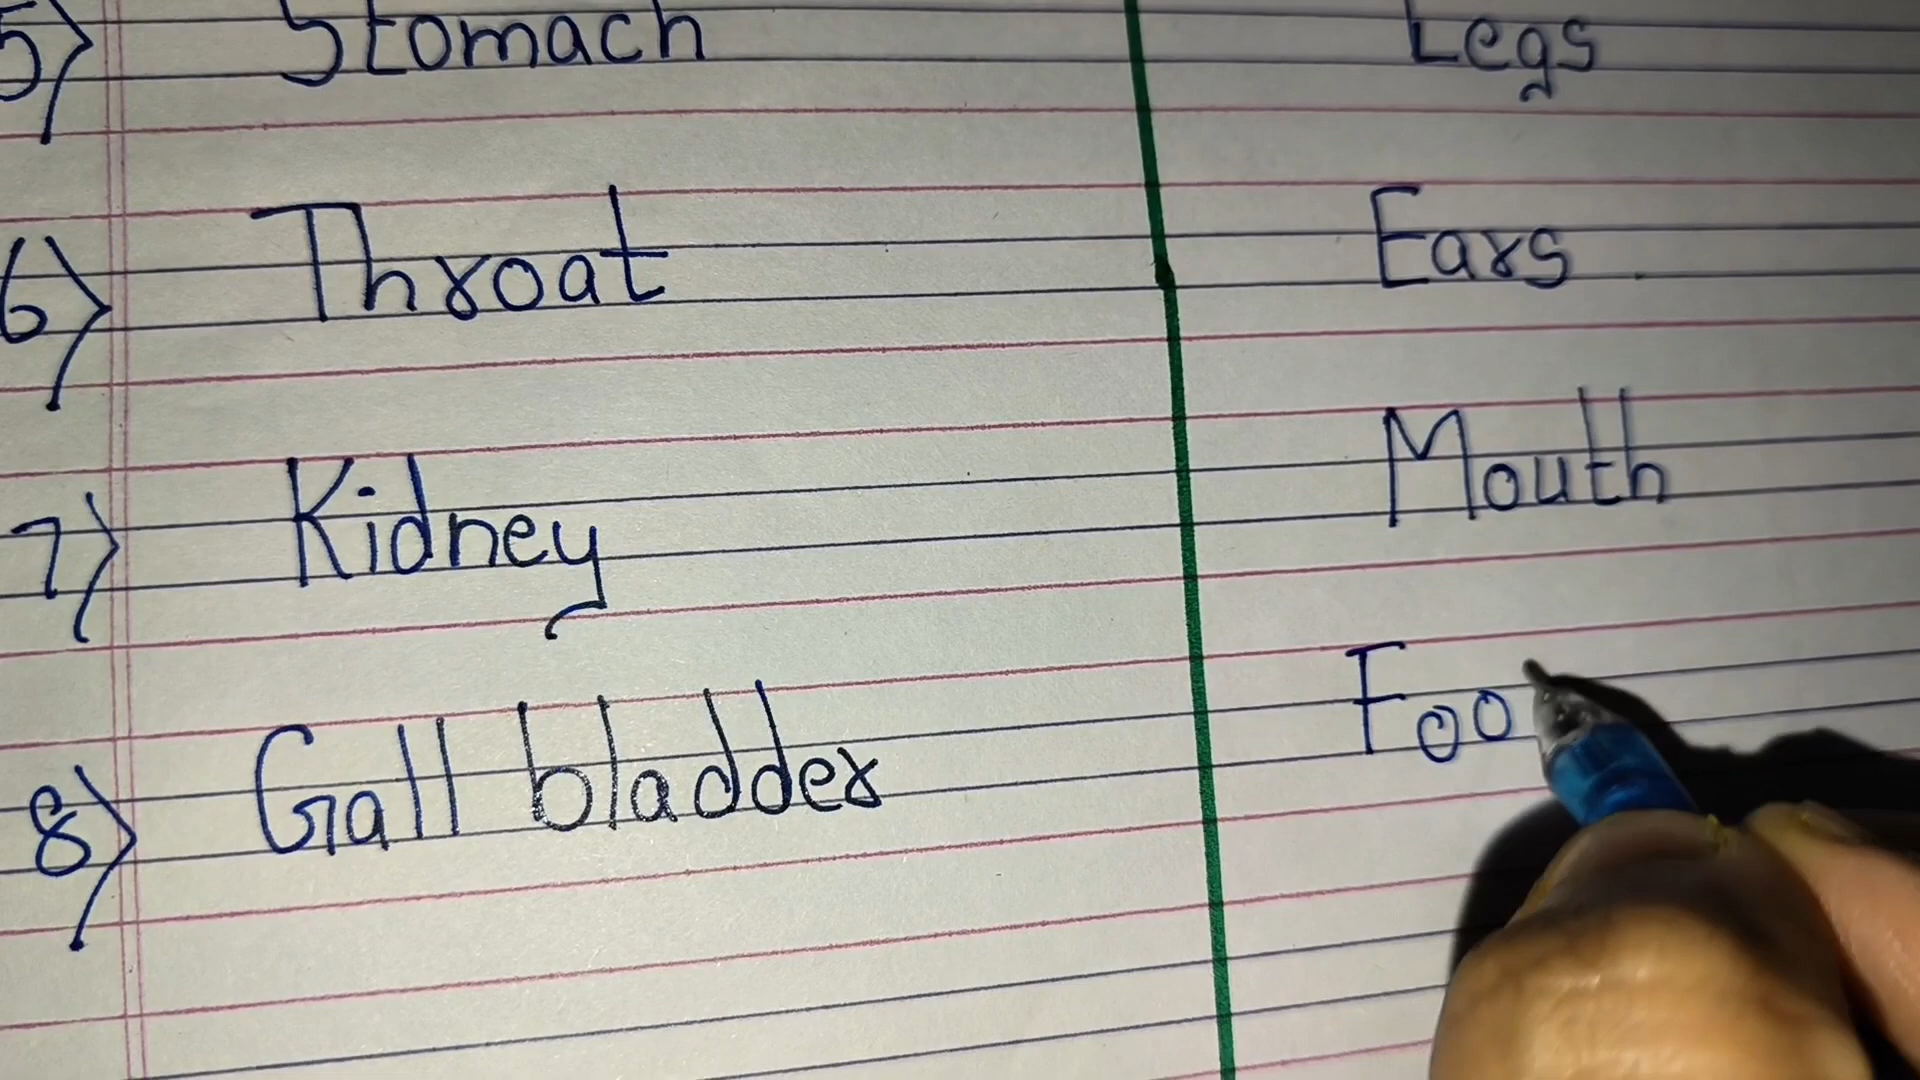 5) Stomach Legs
6) Throat Ears
7) Kidney Mouth
8) Gall bladder Foo